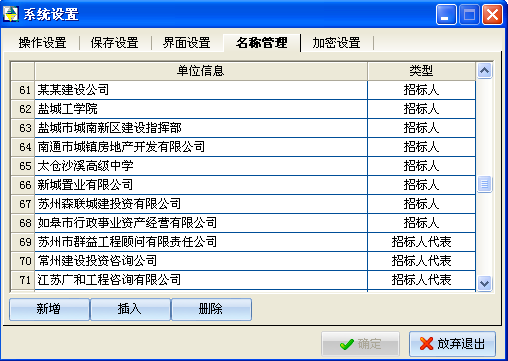 系统设置
操作设置 保存设置 界面设置 名称管理 加密设置
单位信息 类型
61 某某建设公司 招标人
62 盐城工学院 招标人
63 盐城市城南新区建设指挥部 招标人
64 南通市城镇房地产开发有限公司 招标人
65 太仓沙溪高级中学 招标人
66 新城置业有限公司 招标人
67 苏州森联城建投资有限公司 招标人
68 如皋市行政事业资产经营有限公司 招标人
69 苏州市群益工程顾问有限责任公司 招标人代表
70 常州建设投资咨询公司 招标人代表
71 江苏广和工程咨询有限公司 招标人代表
新增 插入 删除
确定 放弃退出